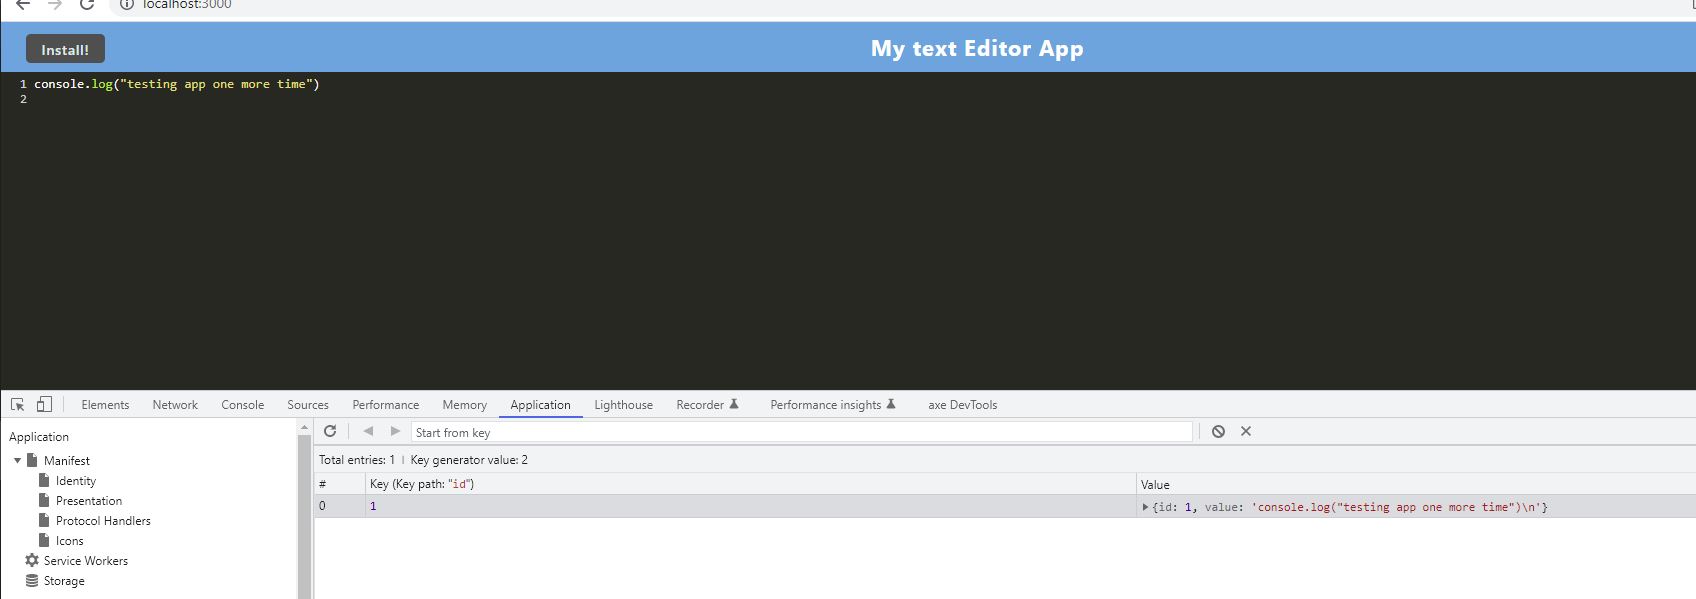 localhost:3000
Install!
My text Editor App
1 console.log("testing app one more time")
2
Elements Network Console Sources Performance Memory Application Lighthouse Recorder Performance insights axe DevTools
Application
Start from key
Manifest
Total entries: 1 Key generator value: 2
Identity
# Key (Key path: "id") Value
Presentation
0 1 {id: 1, value: 'console.log("testing app one more time")\n'}
Protocol Handlers
Icons
Service Workers
Storage